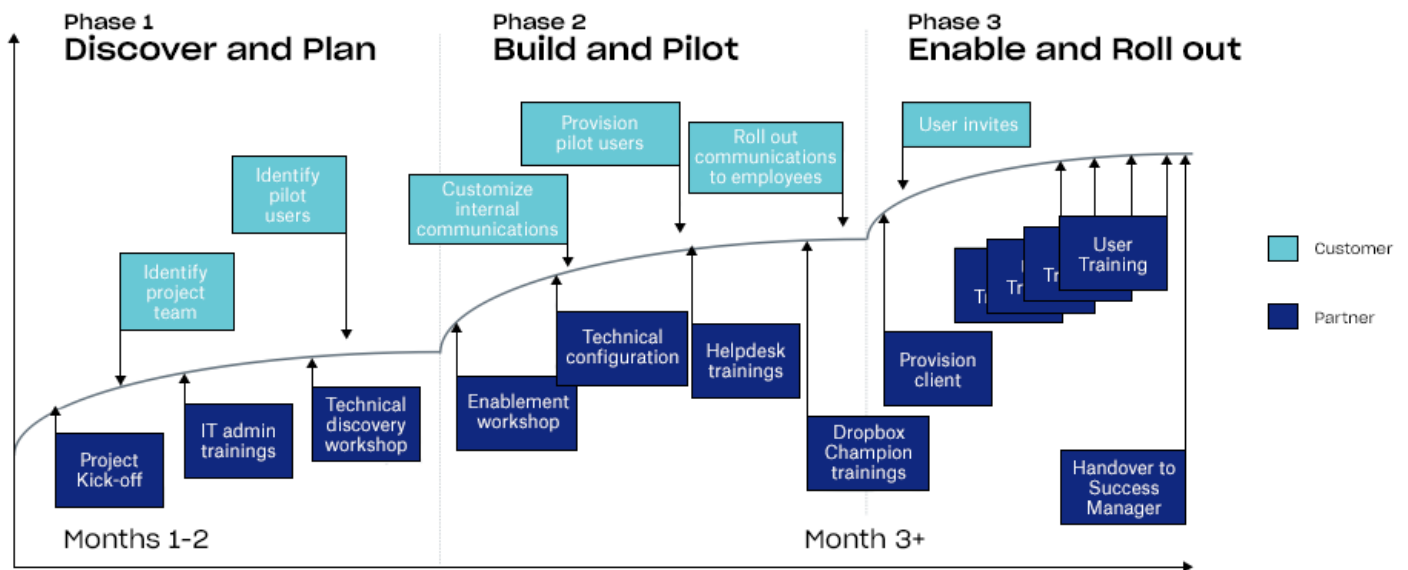 Phase 1
Discover and Plan
Phase 2
Build and Pilot
Phase 3
Enable and Roll out
Identify
project
team
Identify
pilot
users
Customize
internal
communications
Provision
pilot users
Roll out
communications
to employees
User invites
Project
Kick-off
IT admin
trainings
Technical
discovery
workshop
Enablement
workshop
Technical
configuration
Helpdesk
trainings
Dropbox
Champion
trainings
Provision
client
User
Training
Handover to
Success
Manager
Customer
Partner
Months 1-2
Month 3+